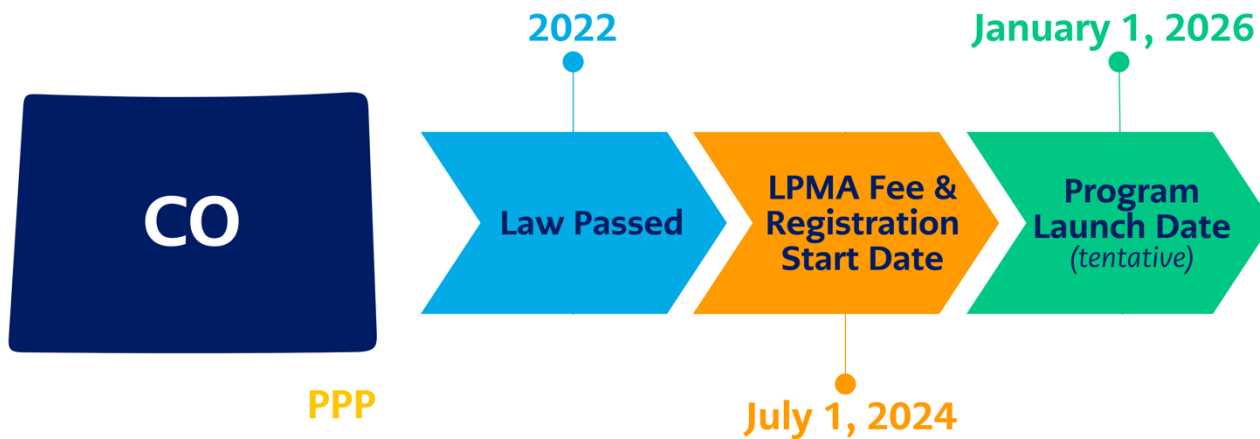 CO
PPP
2022
Law Passed
LPMA Fee &
Registration
Start Date
July 1, 2024
January 1, 2026
Program
Launch Date
(tentative)